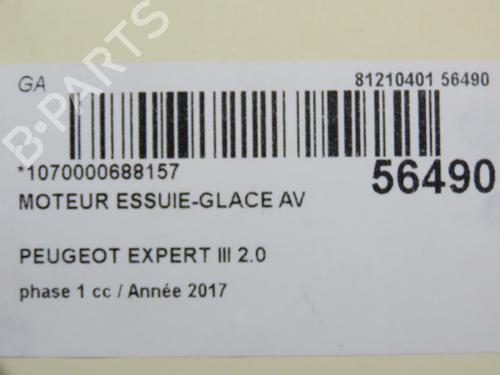 GA
81210401 56490
*1070000688157
56490
MOTEUR ESSUIE-GLACE AV
PEUGEOT EXPERT III 2.0
phase 1 cc / Année 2017
B-PARTS